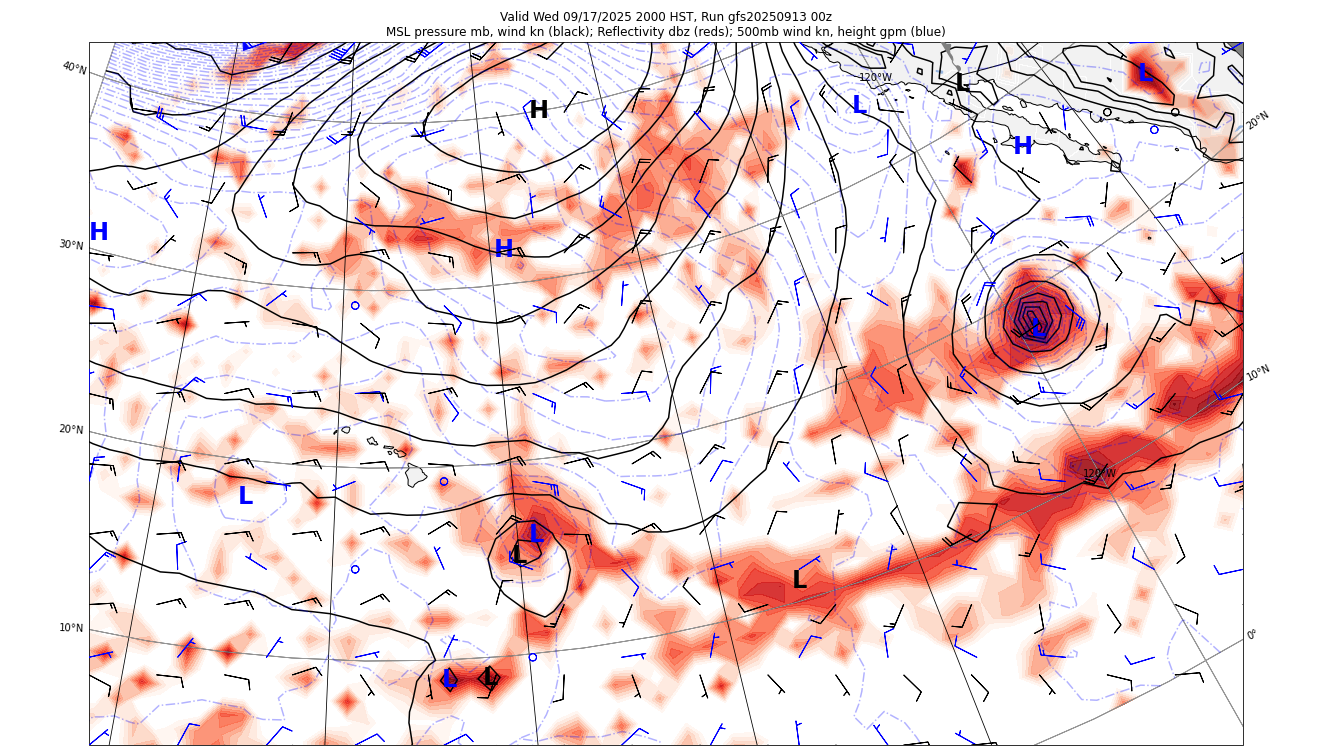 Valid Wed 09/17/2025 2000 HST, Run gfs20250913 00z
MSL pressure mb, wind kn (black); Reflectivity dbz (reds); 500mb wind kn, height gpm (blue)
40°N
120°W
L
L
L
H
L
20°N
H
H
30°N
H
L
10°N
20°N
120°W
L
L
L
L
10°N
0°
L
L